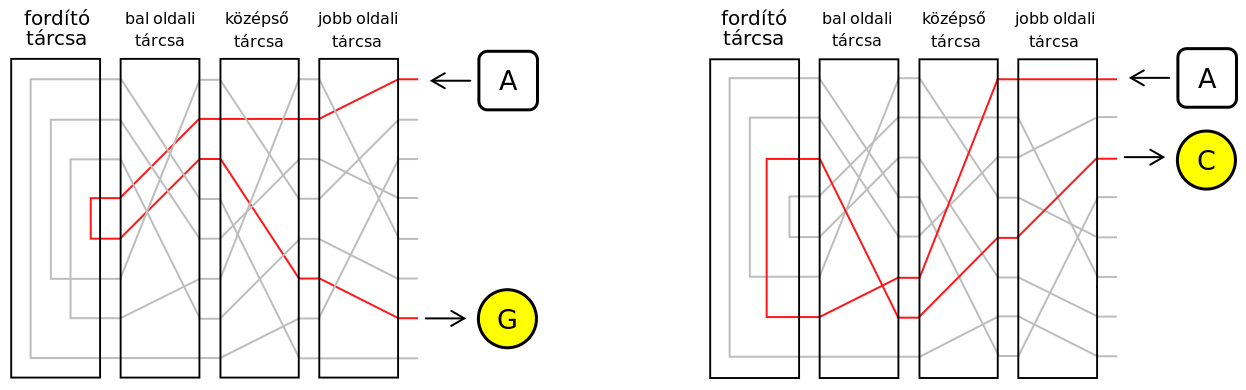 fordító
tárcsa
bal oldali
tárcsa
középső
tárcsa
jobb oldali
tárcsa
A
G
fordító
tárcsa
bal oldali
tárcsa
középső
tárcsa
jobb oldali
tárcsa
A
C